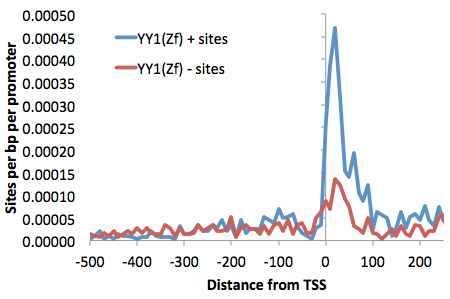 0.00050
0.00045
0.00040
0.00035
0.00030
0.00025
0.00020
0.00015
0.00010
0.00005
0.00000
Sites per bp per promoter
YY1(Zf) + sites
YY1(Zf) - sites
-500 -400 -300 -200 -100 0 100 200
Distance from TSS